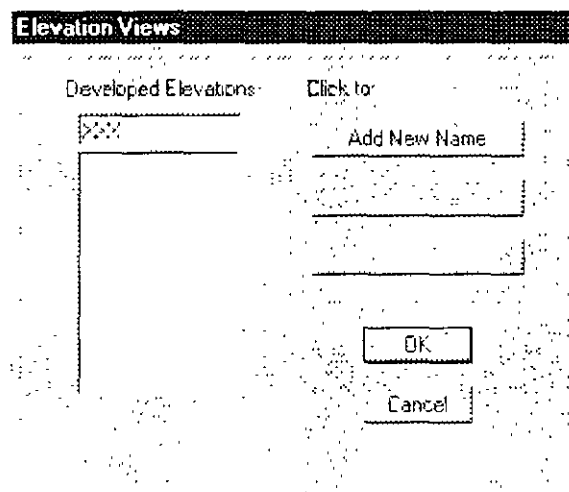 Elevation Views
Developed Elevations
Click to:
Add New Name
OK
Cancel